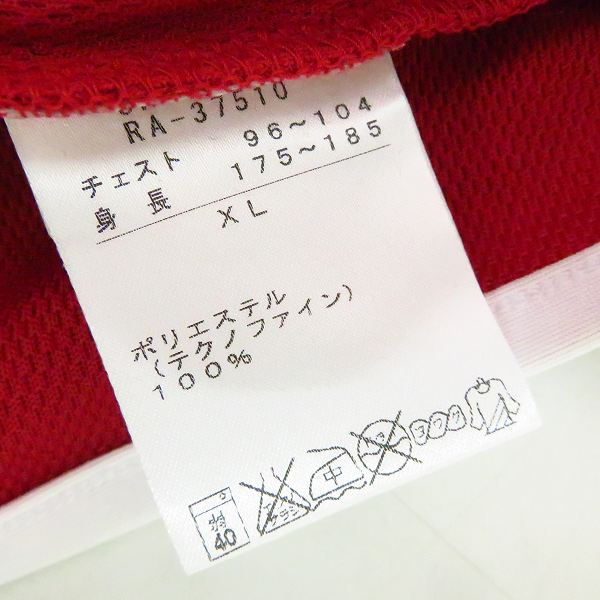 RA-37510
チェスト 96~104
身長 175~185
XL
ポリエステル
(テクノファイン)
100%
弱 40 中